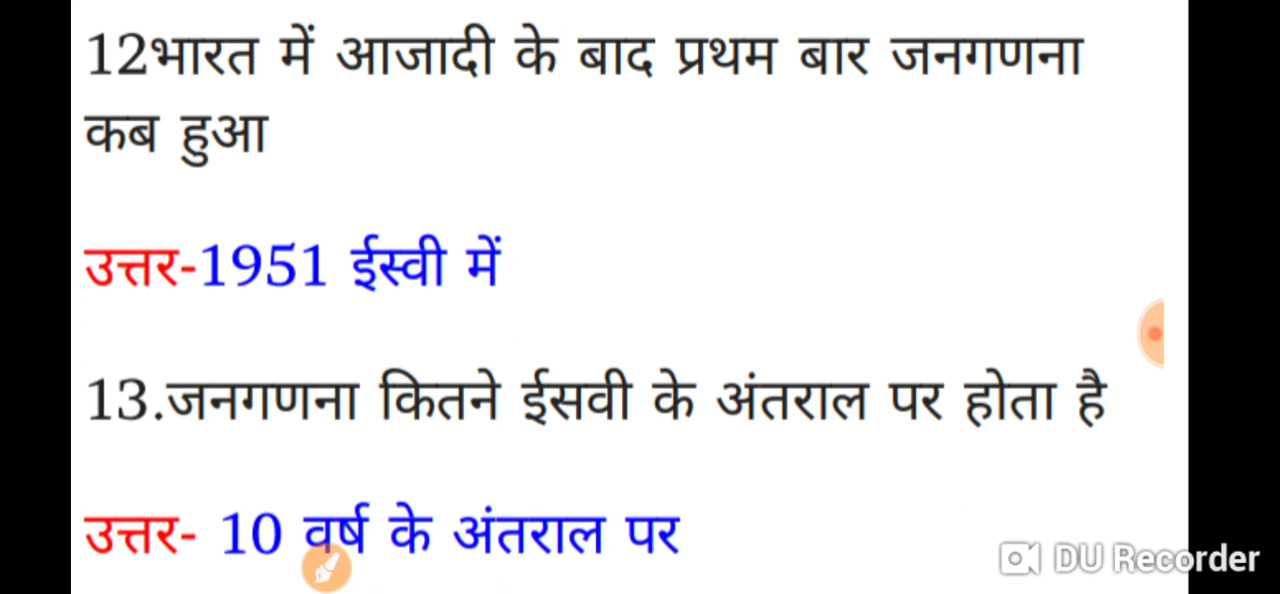 12भारत में आजादी के बाद प्रथम बार जनगणना
कब हुआ
उत्तर-1951 ईस्वी में
13.जनगणना कितने ईसवी के अंतराल पर होता है
उत्तर- 10 वर्ष के अंतराल पर
DU Recorder